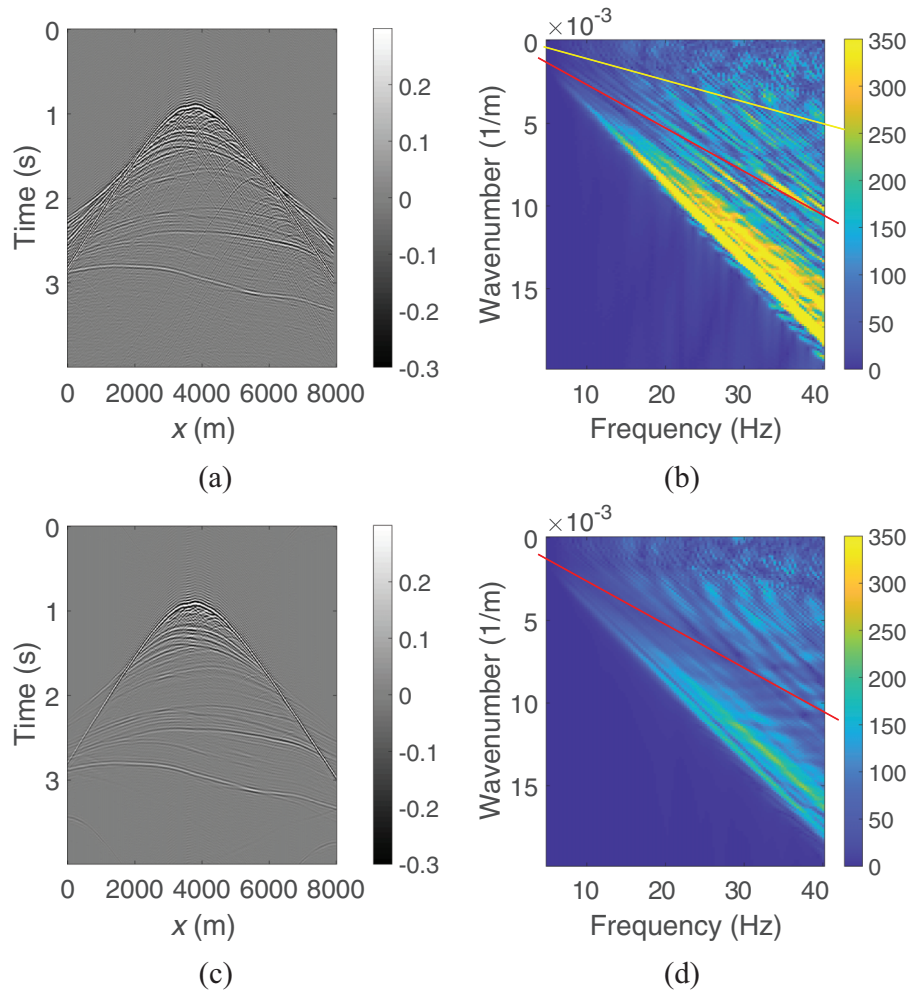 0
1
2
3
Time (s)
0 2000 4000 6000 8000
x (m)
0.2
0.1
0
-0.1
-0.2
-0.3
(a)
0 ×10-3
5
10
15
Wavenumber (1/m)
10 20 30 40
Frequency (Hz)
350
300
250
200
150
100
50
0
(b)
0
1
2
3
Time (s)
0 2000 4000 6000 8000
x (m)
0.2
0.1
0
-0.1
-0.2
-0.3
(c)
0 ×10-3
5
10
15
Wavenumber (1/m)
10 20 30 40
Frequency (Hz)
350
300
250
200
150
100
50
0
(d)